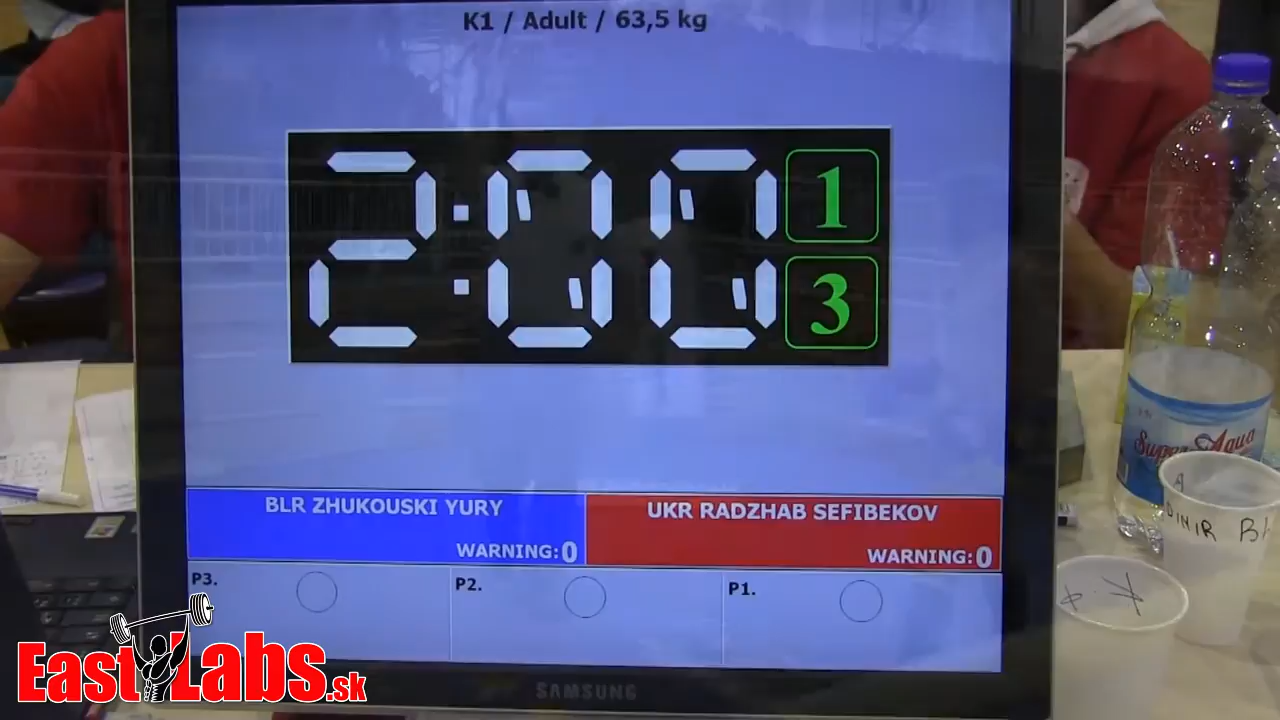 K1 / Adult / 63,5 kg
2:00
1
3
BLR ZHUKOUSKI YURY
WARNING:0
UKR RADZHAB SEFIBEKOV
WARNING:0
P3.
P2.
P1.
SAMSUNG
Super Aqua
EastLabs.sk